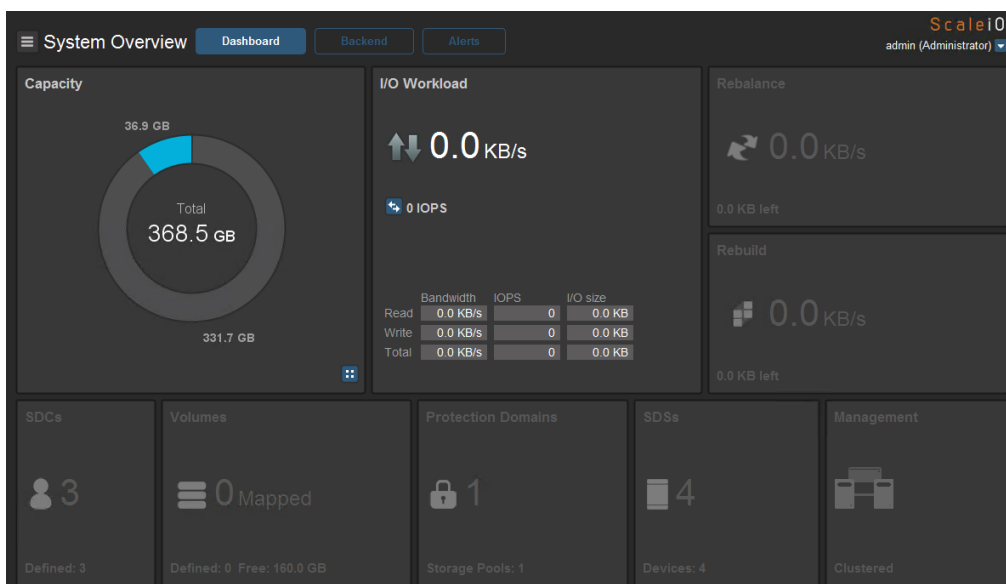 ScaleiO
System Overview Dashboard Backend Alerts
admin (Administrator)
Capacity
36.9 GB
Total
368.5 GB
331.7 GB
I/O Workload
0.0 KB/s
0 IOPS
Bandwidth IOPS I/O size
Read 0.0 KB/s 0 0.0 KB
Write 0.0 KB/s 0 0.0 KB
Total 0.0 KB/s 0 0.0 KB
Rebalance
0.0 KB/s
0.0 KB left
Rebuild
0.0 KB/s
0.0 KB left
SDCs
3
Defined: 3
Volumes
0 Mapped
Defined: 0 Free: 160.0 GB
Protection Domains
1
Storage Pools: 1
SDSs
4
Devices: 4
Management
Clustered